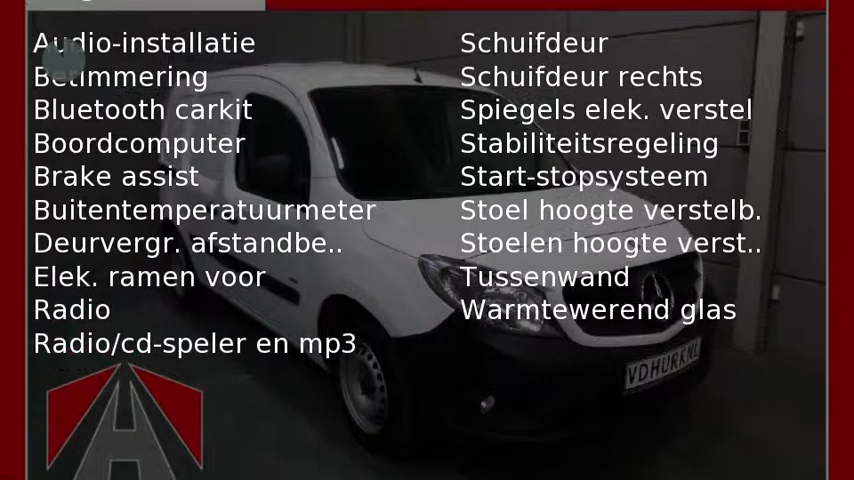 Audio-installatie
Betimmering
Bluetooth carkit
Boordcomputer
Brake assist
Buitentemperatuurmeter
Deurvergr. afstandbe..
Elek. ramen voor
Radio
Radio/cd-speler en mp3
Schuifdeur
Schuifdeur rechts
Spiegels elek. verstel
Stabiliteitsregeling
Start-stopsysteem
Stoel hoogte verstelb.
Stoelen hoogte verst..
Tussenwand
Warmtewerend glas
VDHURKNL